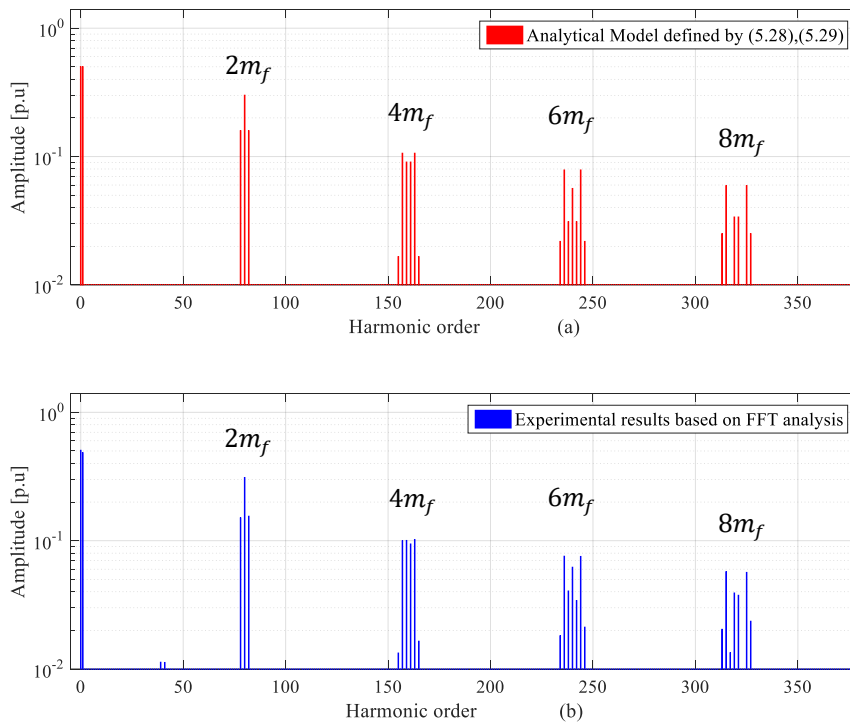 10⁰
Analytical Model defined by (5.28),(5.29)
2m_f
4m_f
6m_f
8m_f
10⁻¹
10⁻²
Amplitude [p.u]
0 50 100 150 200 250 300 350
Harmonic order (a)
10⁰
Experimental results based on FFT analysis
2m_f
4m_f
6m_f
8m_f
10⁻¹
10⁻²
Amplitude [p.u]
0 50 100 150 200 250 300 350
Harmonic order (b)